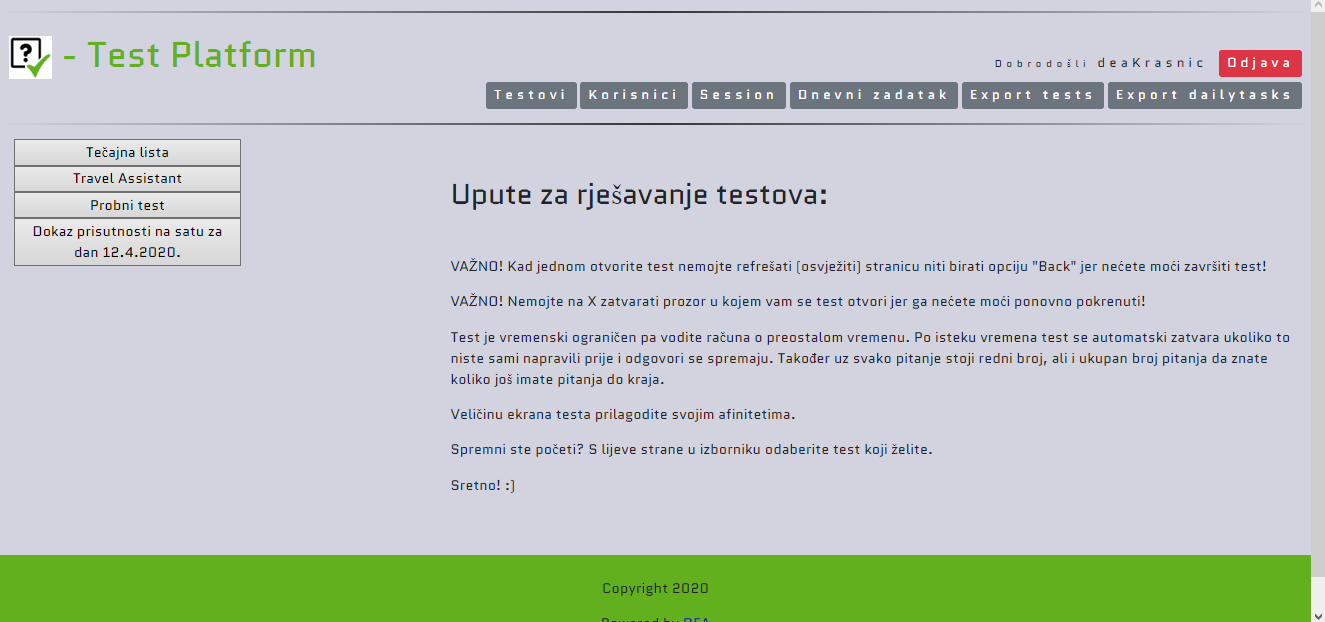 - Test Platform
Dobrodošli deaKrasnic Odjava
Testovi Korisnici Session Dnevni zadatak Export tests Export dailytasks
Tečajna lista
Travel Assistant
Probni test
Dokaz prisutnosti na satu za
dan 12.4.2020.
Upute za rješavanje testova:
VAŽNO! Kad jednom otvorite test nemojte refrešati (osvježiti) stranicu niti birati opciju "Back" jer nećete moći završiti test!
VAŽNO! Nemojte na X zatvarati prozor u kojem vam se test otvori jer ga nećete moći ponovno pokrenuti!
Test je vremenski ograničen pa vodite računa o preostalom vremenu. Po isteku vremena test se automatski zatvara ukoliko to
niste sami napravili prije i odgovori se spremaju. Također uz svako pitanje stoji redni broj, ali i ukupan broj pitanja da znate
koliko još imate pitanja do kraja.
Veličinu ekrana testa prilagodite svojim afinitetima.
Spremni ste početi? S lijeve strane u izborniku odaberite test koji želite.
Sretno! :)
Copyright 2020
Powered by DEA